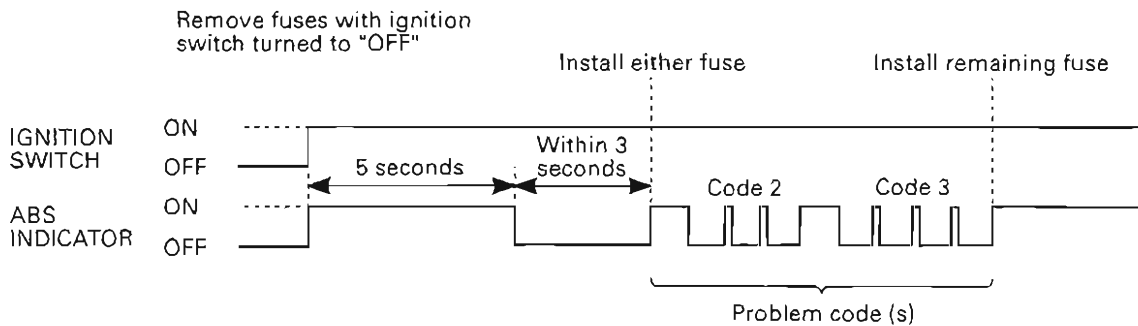 Remove fuses with ignition
switch turned to "OFF"
Install either fuse
Install remaining fuse
IGNITION
SWITCH
ON
OFF
5 seconds
Within 3
seconds
Code 2
Code 3
ABS
INDICATOR
ON
OFF
Problem code (s)